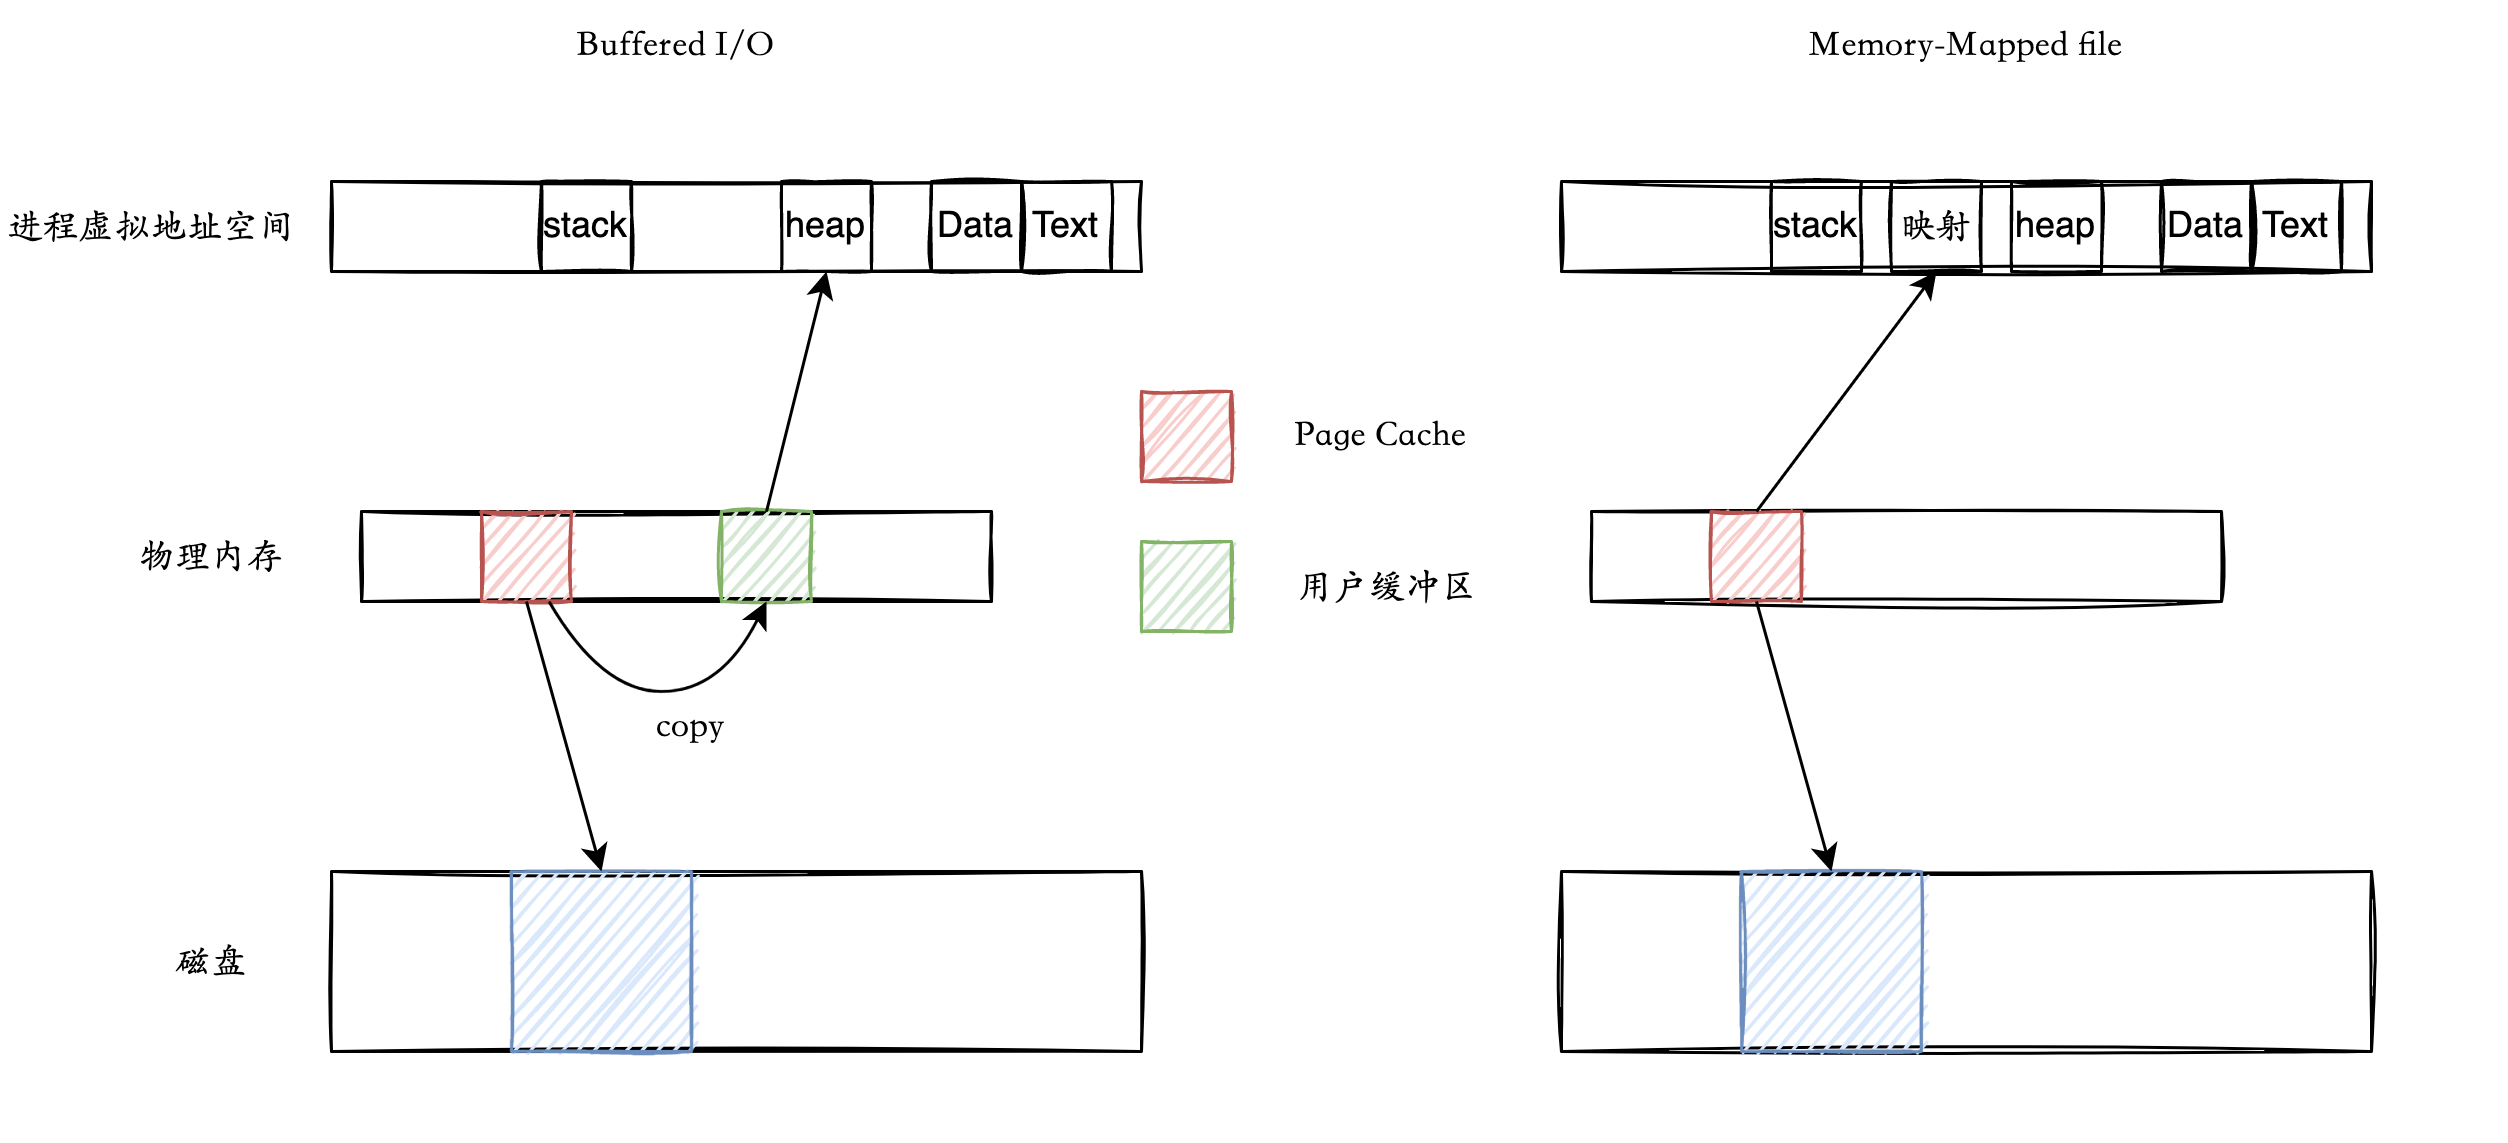 Buffered I/O
Memory-Mapped file
进程虚拟地址空间
stack
heap
Data
Text
stack
映射
heap
Data
Text
Page Cache
物理内存
用户缓冲区
copy
磁盘